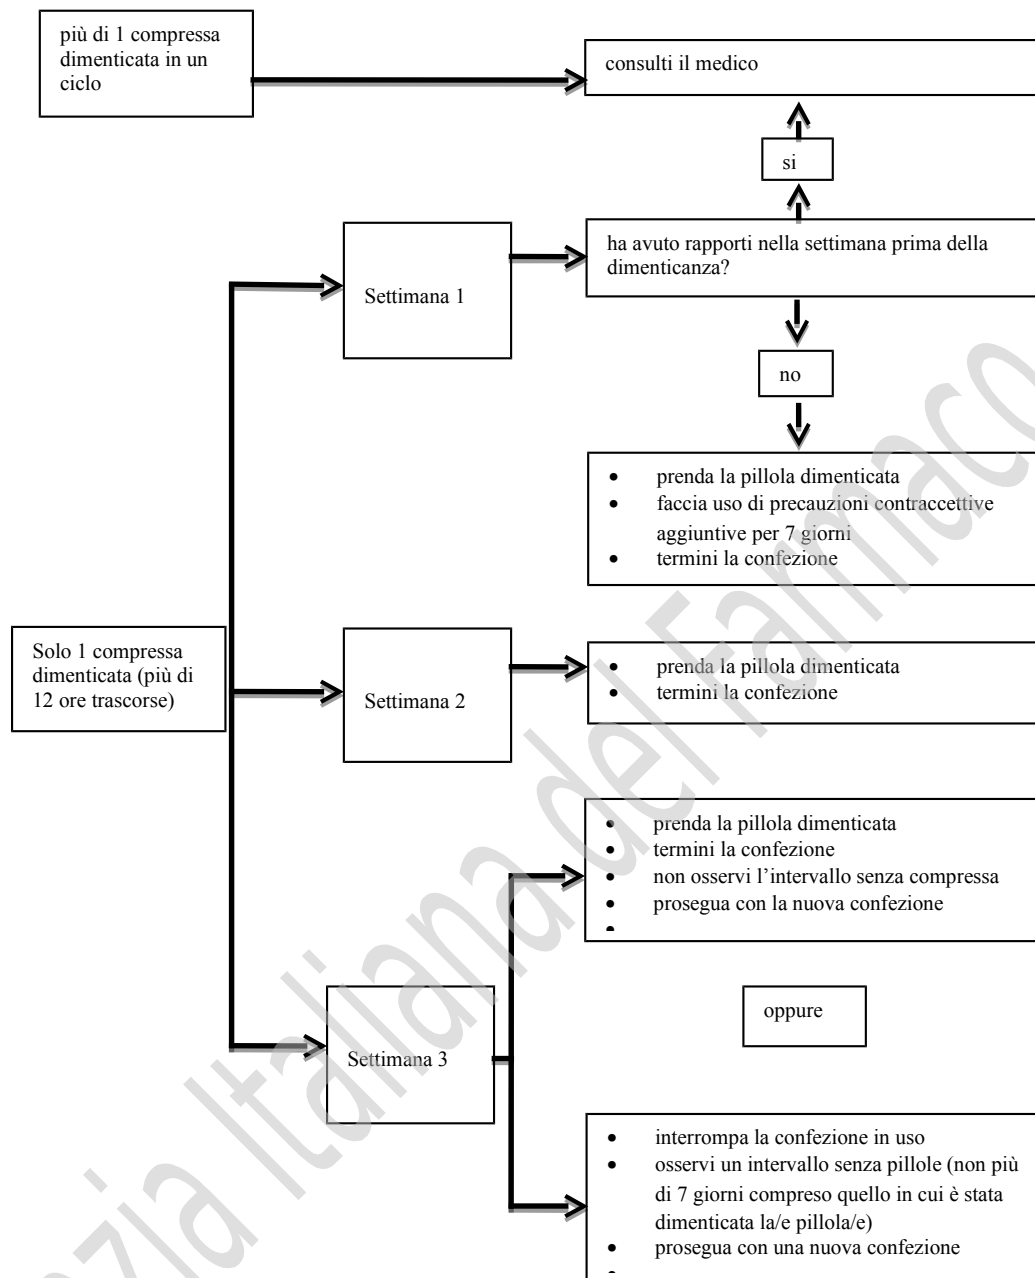 più di 1 compressa
dimenticata in un
ciclo
consulti il medico
si
ha avuto rapporti nella settimana prima della
dimenticanza?
Settimana 1
no
• prenda la pillola dimenticata
• faccia uso di precauzioni contraccettive
aggiuntive per 7 giorni
• termini la confezione
Solo 1 compressa
dimenticata (più di
12 ore trascorse)
Settimana 2
• prenda la pillola dimenticata
• termini la confezione
• prenda la pillola dimenticata
• termini la confezione
• non osservi l’intervallo senza compressa
• prosegua con la nuova confezione
•
oppure
Settimana 3
• interrompa la confezione in uso
• osservi un intervallo senza pillole (non più
di 7 giorni compreso quello in cui è stata
dimenticata la/e pillola/e)
• prosegua con una nuova confezione
•
zia Italiana del Farmaco